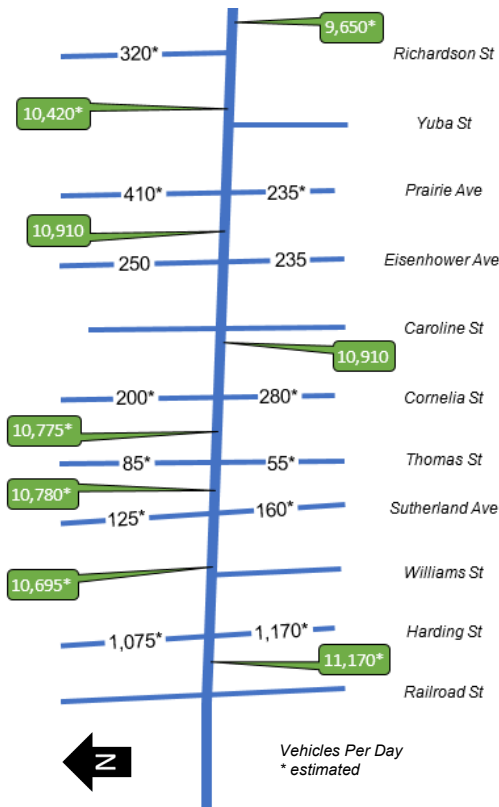 9,650*
320*
Richardson St
10,420*
Yuba St
410*
235*
Prairie Ave
10,910
250
235
Eisenhower Ave
Caroline St
10,910
200*
280*
Cornelia St
10,775*
85*
55*
Thomas St
10,780*
125*
160*
Sutherland Ave
10,695*
Williams St
1,075*
1,170*
Harding St
11,170*
Railroad St
N
Vehicles Per Day
* estimated